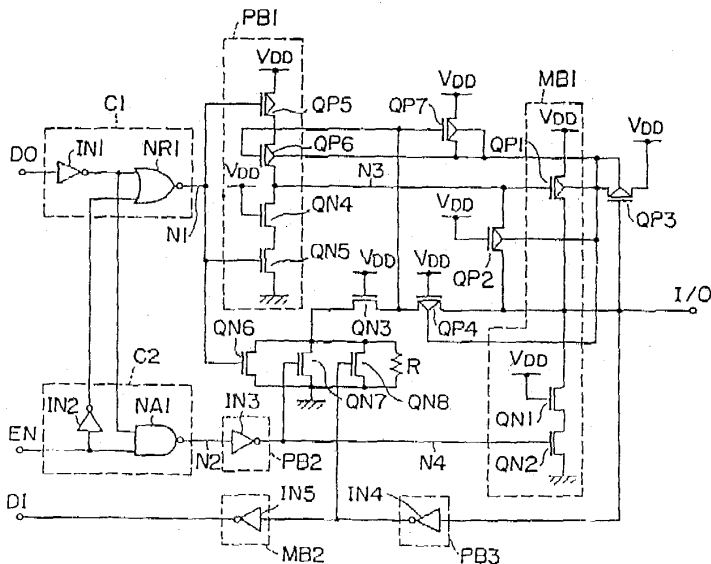 PB1
VDD
C1
QP5
QP7
VDD
MB1
VDD
VDD
IN1
NR1
QP1
DO
QP6
VDD
N3
QP3
N1
QN4
VDD
QP2
QN5
VDD
VDD
I/O
QN3
QP4
QN6
R
VDD
C2
IN2
NA1
IN3
QN7
QN8
QN1
EN
N2
PB2
N4
QN2
DI
IN5
IN4
MB2
PB3